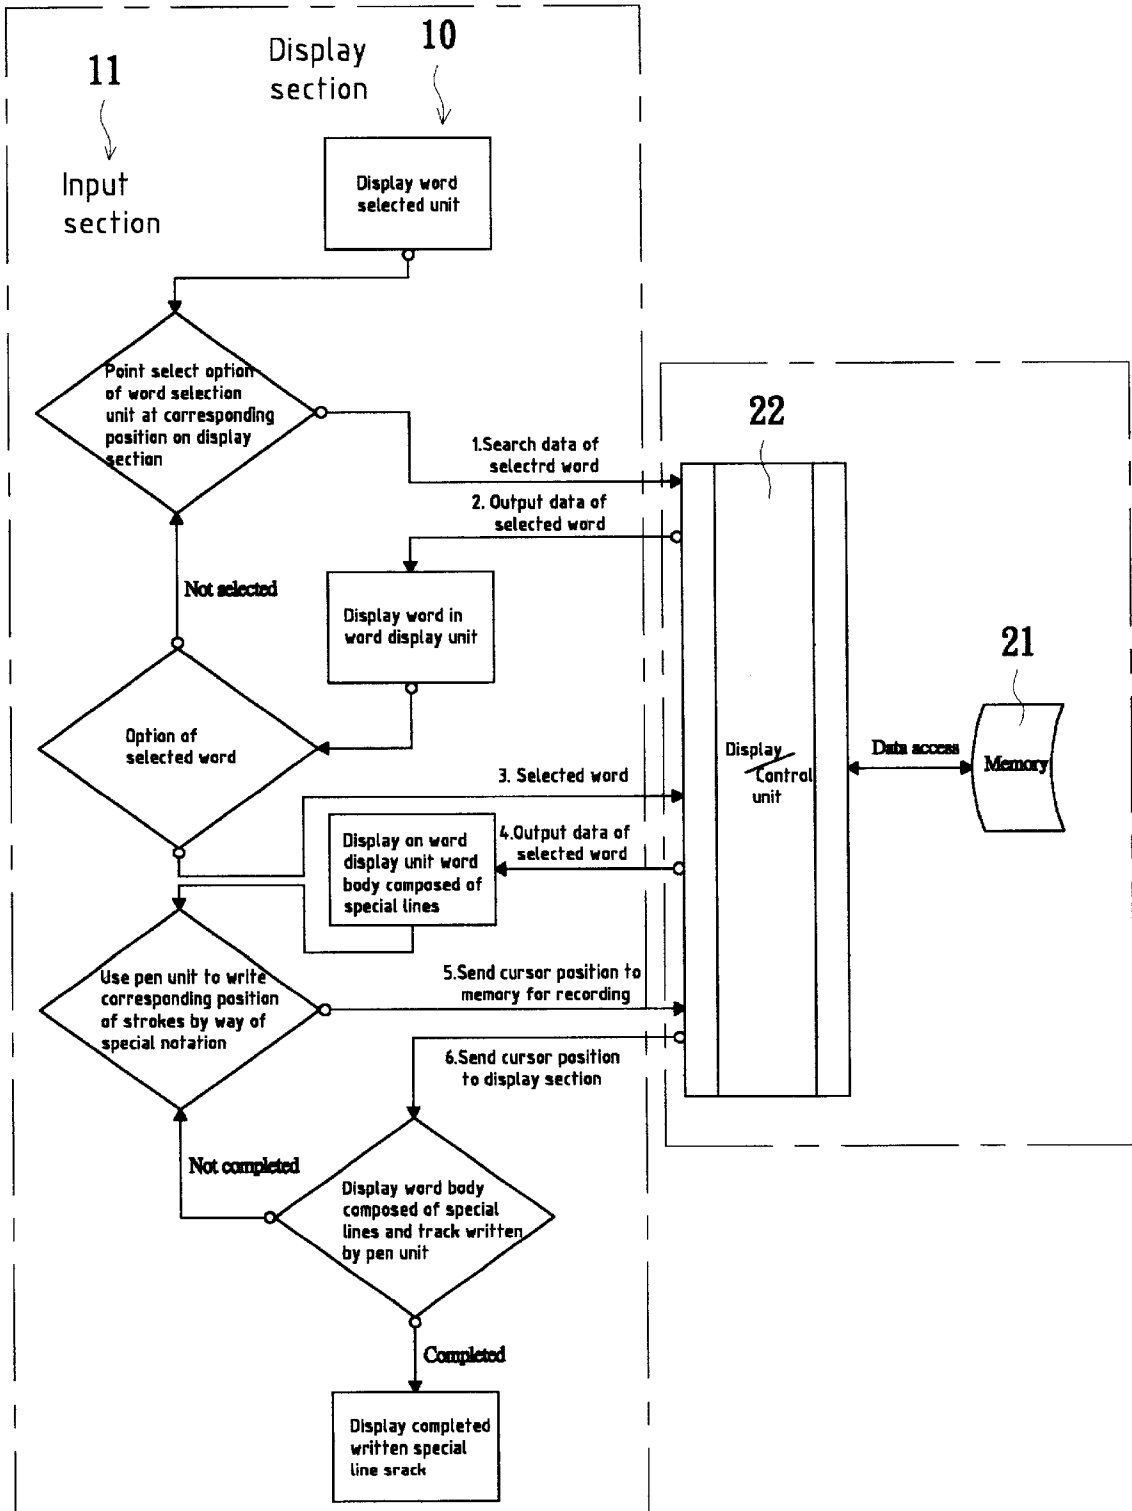 10
Display
section
11
Input
section
Display word
selected unit
Point select option
of word selection
unit at corresponding
position on display
section
22
1.Search data of
selectrd word
2. Output data of
selected word
Not selected
Display word in
word display unit
21
Option of
selected word
Display
Control
unit
Data access
Memory
3. Selected word
Display on word
display unit word
body composed of
special lines
4.Output data of
selected word
Use pen unit to write
corresponding position
of strokes by way of
special notation
5.Send cursor position to
memory for recording
6.Send cursor position
to display section
Not completed
Display word body
composed of special
lines and track written
by pen unit
Completed
Display completed
written special
line srack